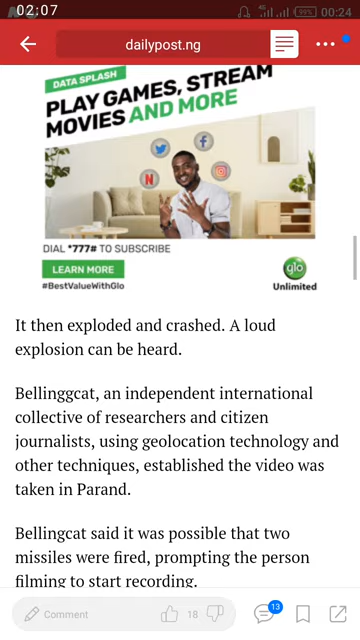 02:07
99%
00:24
dailypost.ng
DATA SPLASH
PLAY GAMES, STREAM
MOVIES AND MORE
N
DIAL *777# TO SUBSCRIBE
LEARN MORE
#BestValueWithGlo
glo
Unlimited
It then exploded and crashed. A loud
explosion can be heard.
Bellinggcat, an independent international
collective of researchers and citizen
journalists, using geolocation technology and
other techniques, established the video was
taken in Parand.
Bellingcat said it was possible that two
missiles were fired, prompting the person
filming to start recording.
Comment
18
13